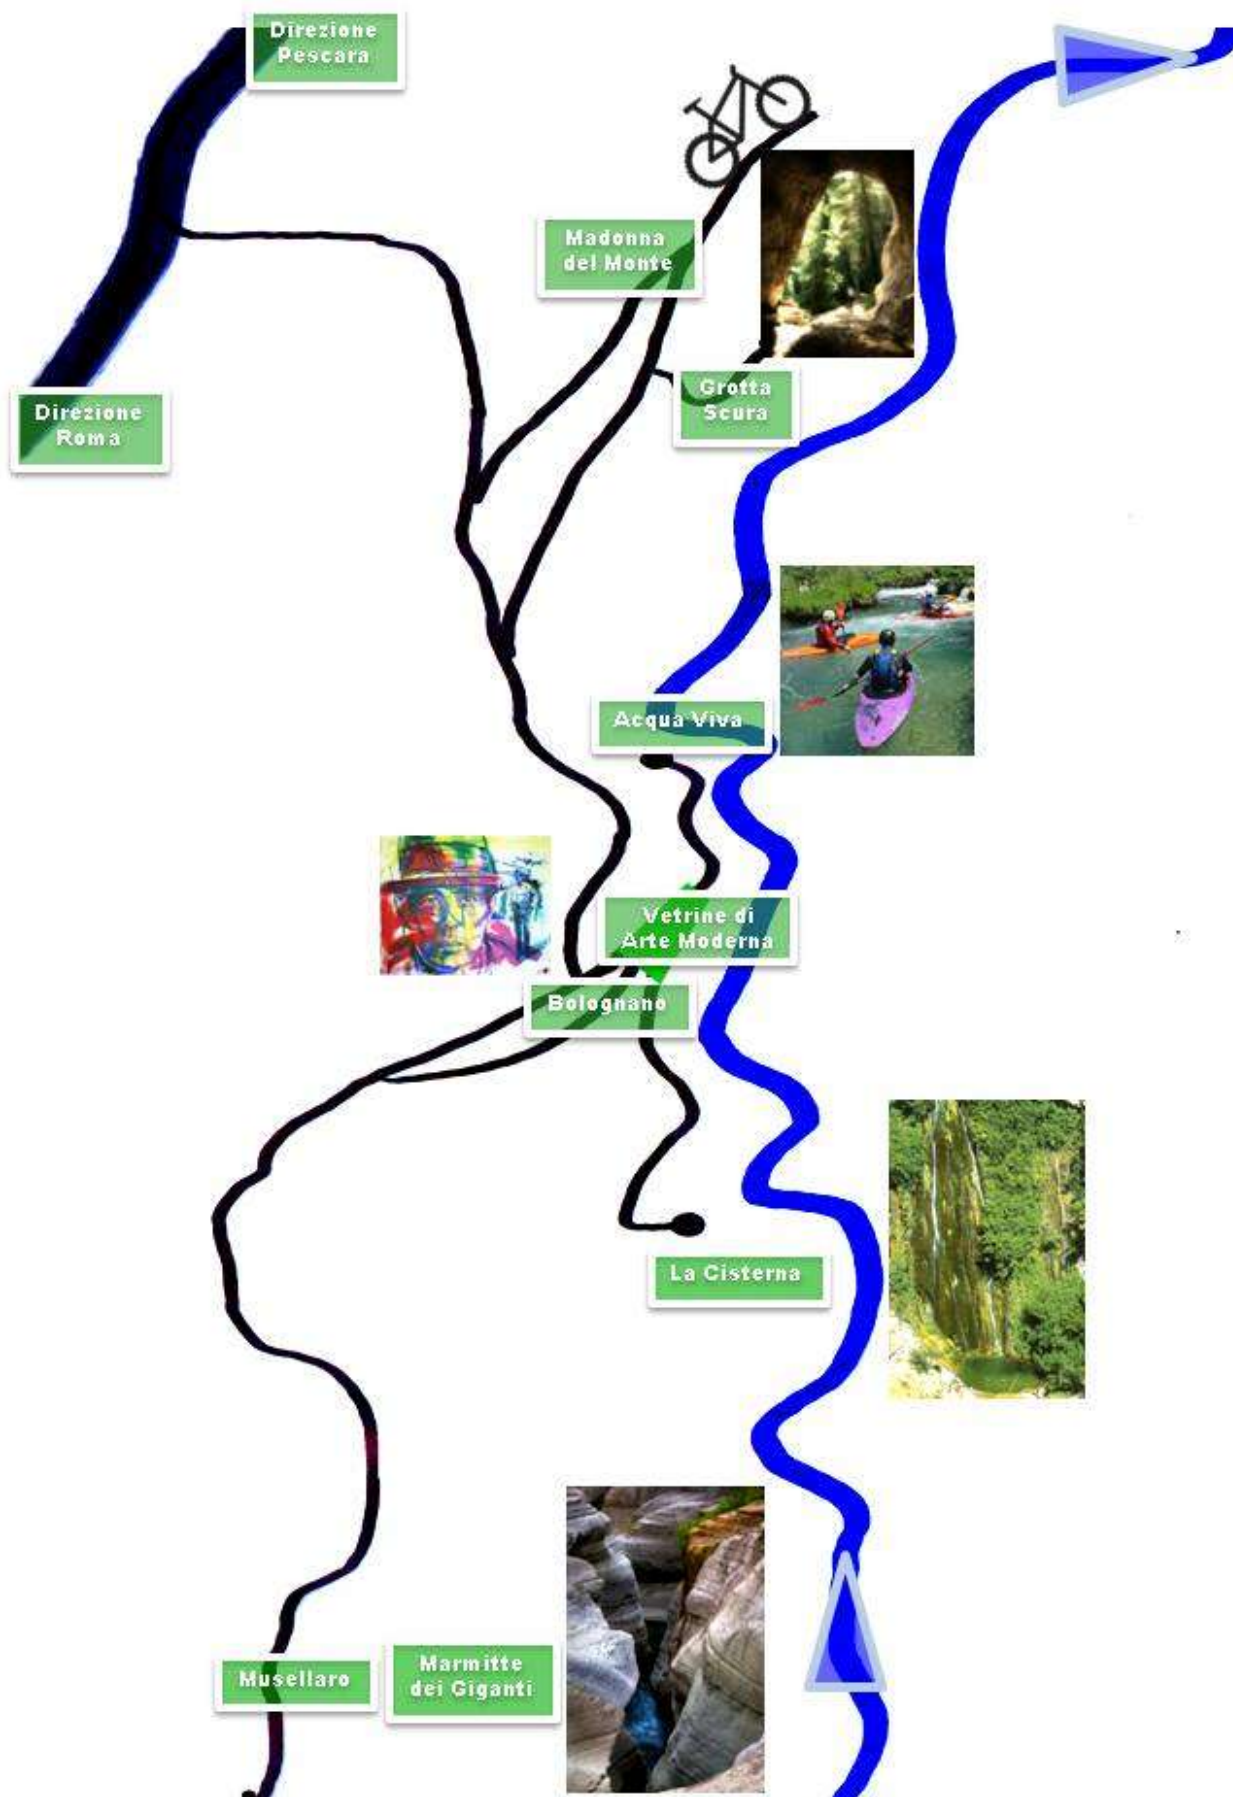 Direzione
Pescara
Madonna
del Monte
Direzione
Roma
Grotta
Scura
Acqua Viva
Vetrine di
Arte Moderna
Bolognano
La Cisterna
Musellaro
Marmitte
dei Giganti